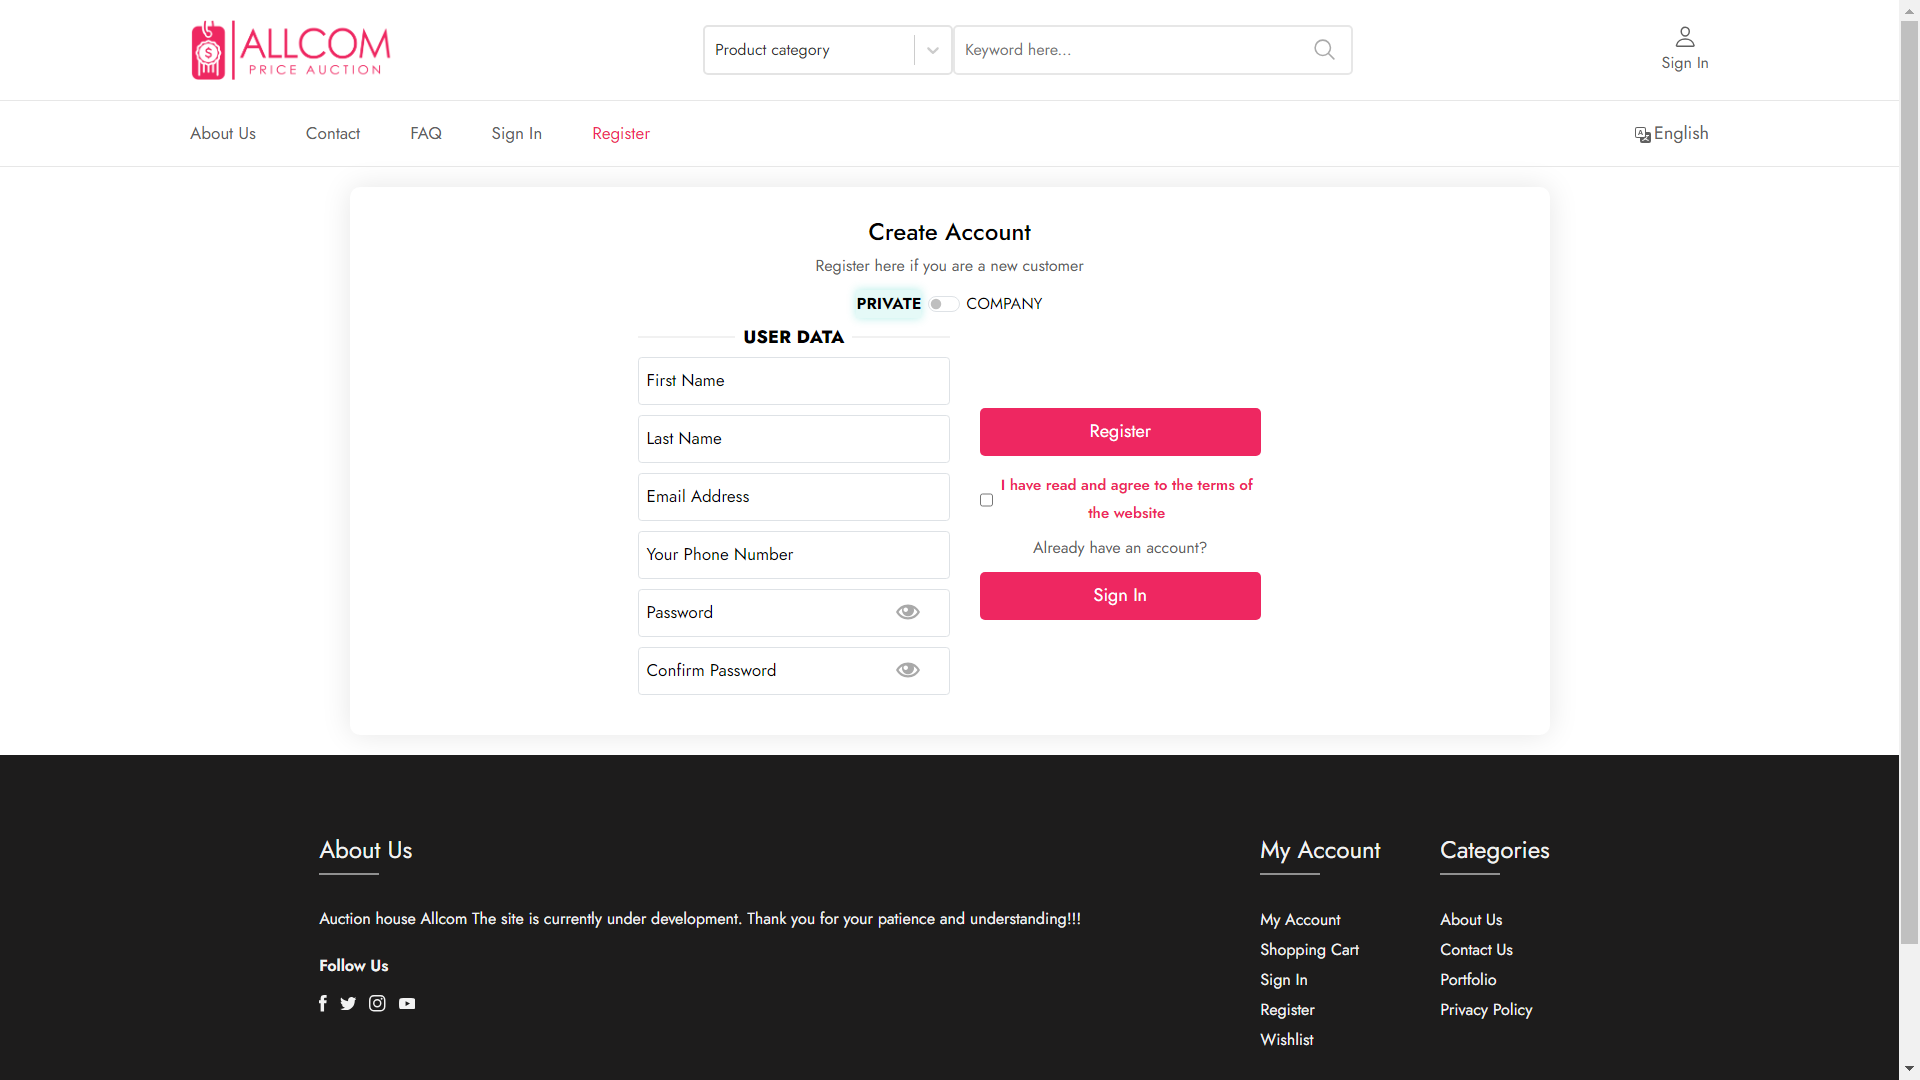 ALLCOM
PRICE AUCTION
Product category
Keyword here...
Sign In
About Us
Contact
FAQ
Sign In
Register
English
Create Account
Register here if you are a new customer
PRIVATE
COMPANY
USER DATA
First Name
Last Name
Email Address
Your Phone Number
Password
Confirm Password
Register
I have read and agree to the terms of
the website
Already have an account?
Sign In
About Us
Auction house Allcom The site is currently under development. Thank you for your patience and understanding!!!
Follow Us
My Account
My Account
Shopping Cart
Sign In
Register
Wishlist
Categories
About Us
Contact Us
Portfolio
Privacy Policy